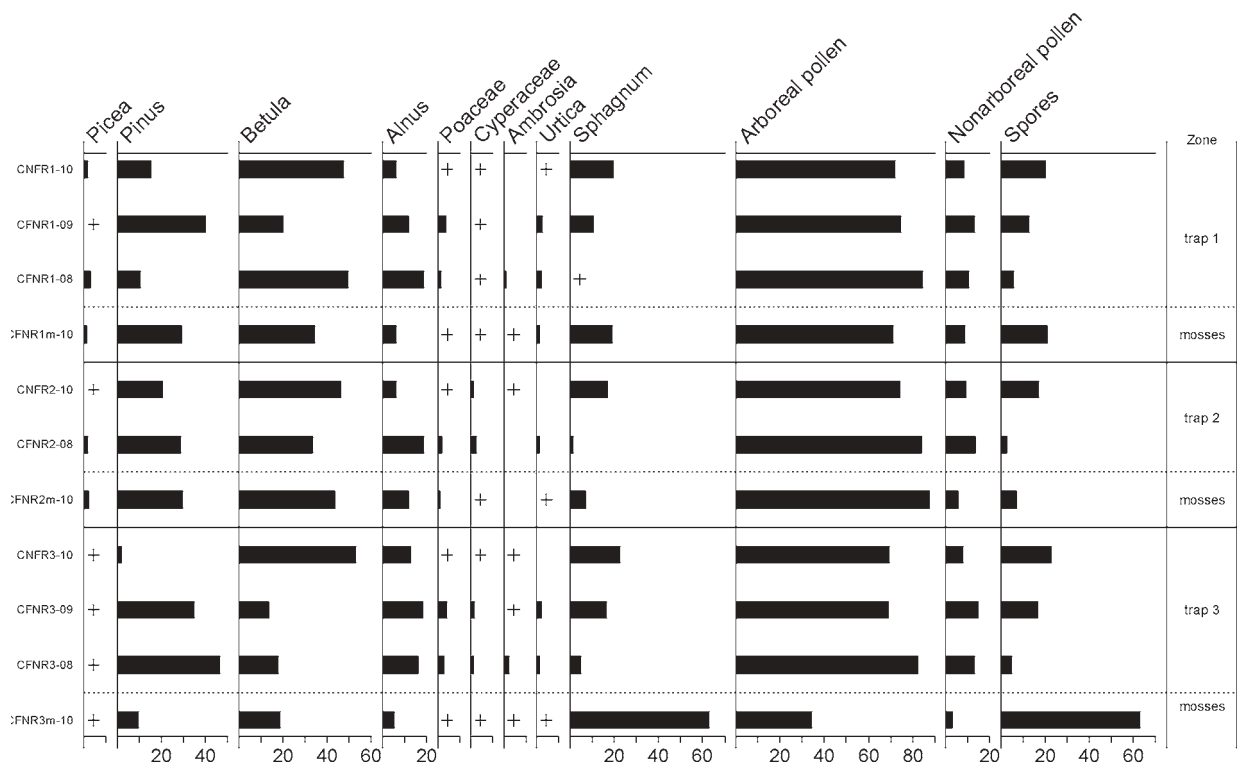 Picea Pinus Betula Alnus Poaceae Cyperaceae Ambrosia Urtica Sphagnum Arboreal pollen Nonarboreal pollen Spores
Zone
CNFR1-10 + + +
CFNR1-09 + + trap 1
CFNR1-08 + +
CFNR1m-10 + + + mosses
CNFR2-10 + + +
trap 2
CFNR2-08
CFNR2m-10 + + mosses
CNFR3-10 + + + +
CFNR3-09 + + trap 3
CFNR3-08 +
CFNR3m-10 + + + + + mosses
20 40 20 40 60 20 20 40 60 20 40 60 80 20 20 40 60